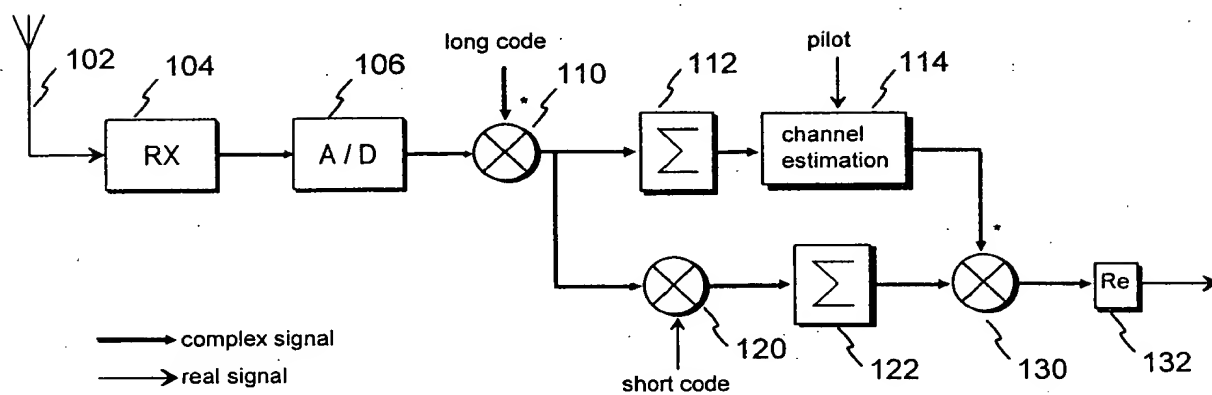 long code
pilot
102
104
106
*
110
112
114
RX
A / D
Σ
channel
estimation
*
Σ
Re
complex signal
real signal
short code
120
122
130
132